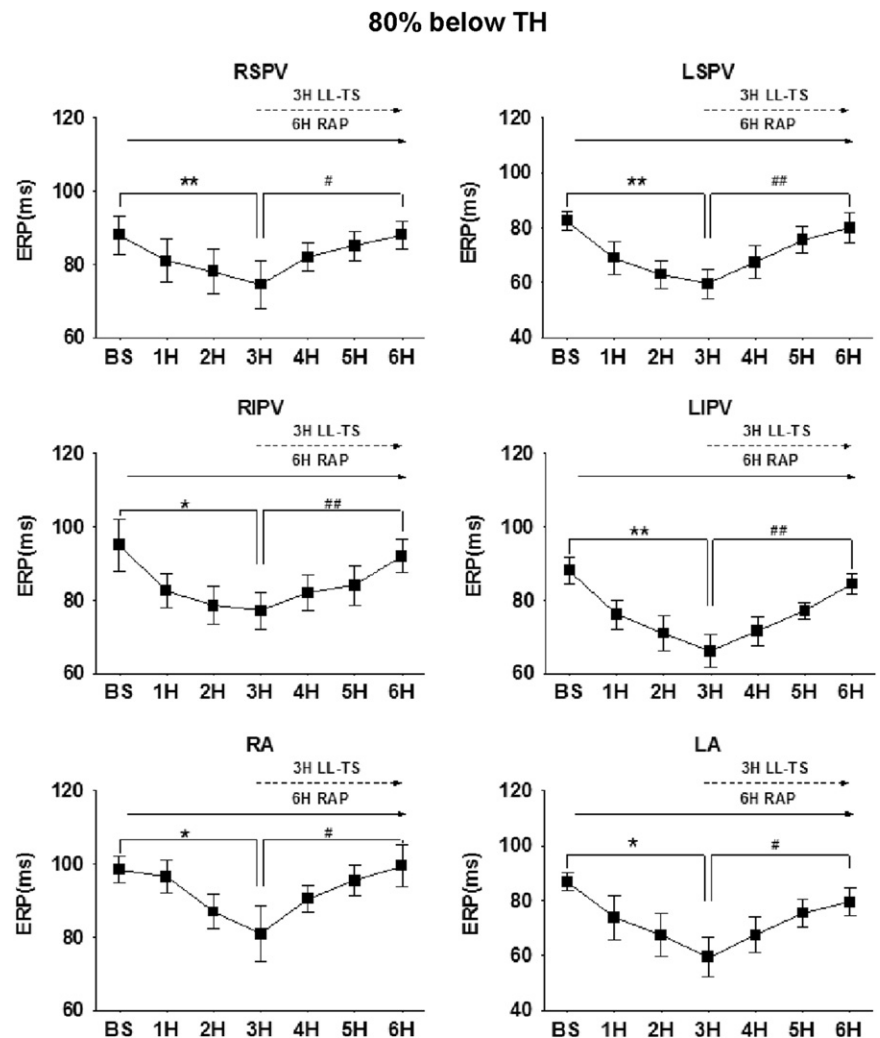 80% below TH
RSPV
3H LL-TS
6H RAP
120
100
80
60
ERP(ms)
**
#
BS 1H 2H 3H 4H 5H 6H
LSPV
3H LL-TS
6H RAP
120
100
80
60
40
ERP(ms)
**
##
BS 1H 2H 3H 4H 5H 6H
RIPV
3H LL-TS
6H RAP
120
100
80
60
ERP(ms)
*
##
BS 1H 2H 3H 4H 5H 6H
LIPV
3H LL-TS
6H RAP
120
100
80
60
ERP(ms)
**
##
BS 1H 2H 3H 4H 5H 6H
RA
3H LL-TS
6H RAP
120
100
80
60
ERP(ms)
*
#
BS 1H 2H 3H 4H 5H 6H
LA
3H LL-TS
6H RAP
120
100
80
60
40
ERP(ms)
*
#
BS 1H 2H 3H 4H 5H 6H